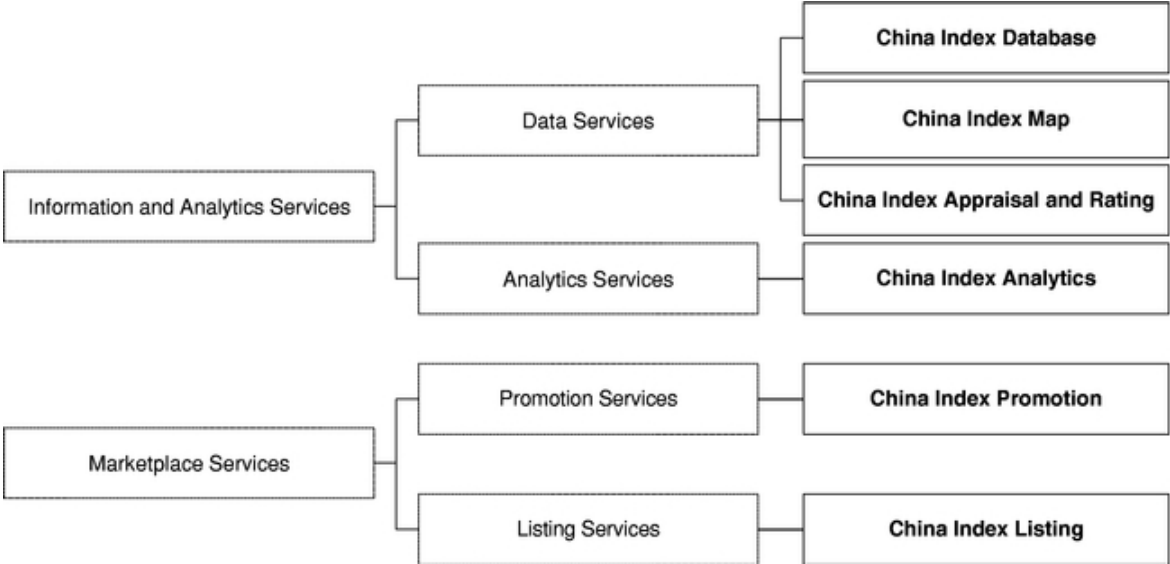 China Index Database
Data Services
China Index Map
Information and Analytics Services
China Index Appraisal and Rating
Analytics Services
China Index Analytics
Promotion Services
China Index Promotion
Marketplace Services
Listing Services
China Index Listing